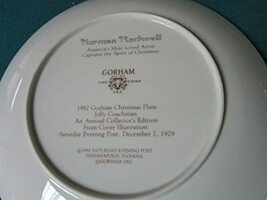 Norman Rockwell
America's Most Loved Artist
Captures the Spirit of Christmas
GORHAM
FINE CHINA
U.S.A.
1982 Gorham Christmas Plate
Jolly Coachman
An Annual Collector's Edition
From Cover Illustration
Saturday Evening Post, December 7, 1929
©1982 SATURDAY EVENING POST
INDIANAPOLIS, INDIANA
©GORHAM 1982